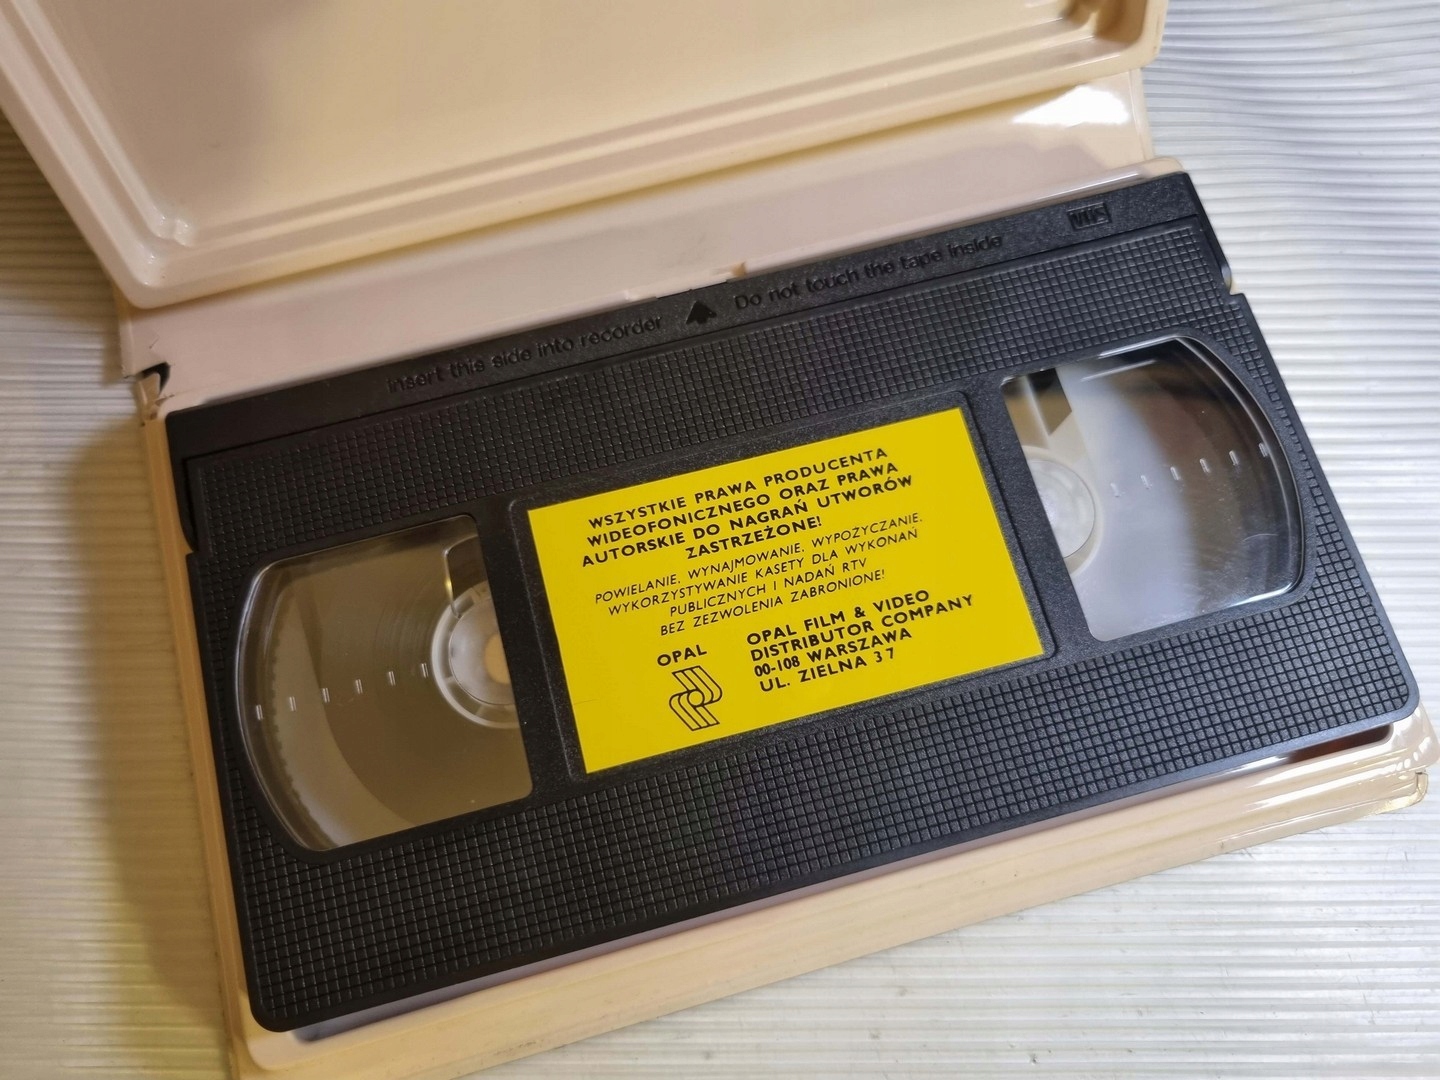 VHS
Insert this side into recorder Do not touch the tape inside
WSZYSTKIE PRAWA PRODUCENTA
WIDEOFONICZNEGO ORAZ PRAWA
AUTORSKIE DO NAGRAŃ UTWORÓW
ZASTRZEŻONE!
POWIELANIE, WYNAJMOWANIE, WYPOŻYCZANIE,
WYKORZYSTYWANIE KASETY DLA WYKONAŃ
PUBLICZNYCH I NADAŃ RTV
BEZ ZEZWOLENIA ZABRONIONE!
OPAL
OPAL FILM & VIDEO
DISTRIBUTOR COMPANY
00-108 WARSZAWA
UL. ZIELNA 37